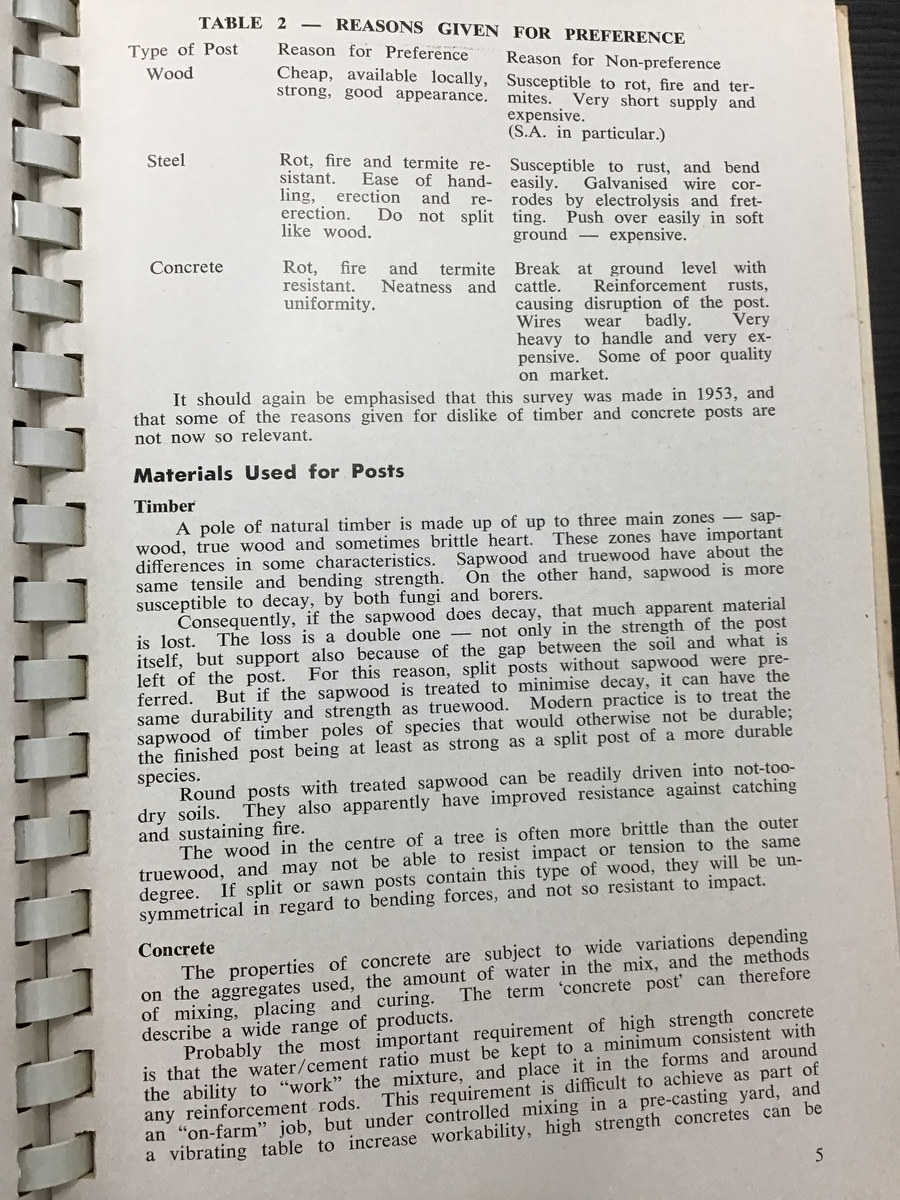 TABLE 2 — REASONS GIVEN FOR PREFERENCE
Type of Post Reason for Preference Reason for Non-preference
Wood
Cheap, available locally,
strong, good appearance.
Susceptible to rot, fire and ter-
mites. Very short supply and
expensive.
(S.A. in particular.)
Steel
Rot, fire and termite re-
sistant. Ease of hand-
ling, erection and re-
erection. Do not split
like wood.
Susceptible to rust, and bend
easily. Galvanised wire cor-
rodes by electrolysis and fret-
ting. Push over easily in soft
ground — expensive.
Concrete
Rot, fire and termite
resistant. Neatness and
uniformity.
Break at ground level with
cattle. Reinforcement rusts,
causing disruption of the post.
Wires wear badly. Very
heavy to handle and very ex-
pensive. Some of poor quality
on market.
It should again be emphasised that this survey was made in 1953, and
that some of the reasons given for dislike of timber and concrete posts are
not now so relevant.
Materials Used for Posts
Timber
A pole of natural timber is made up of up to three main zones — sap-
wood, true wood and sometimes brittle heart. These zones have important
differences in some characteristics. Sapwood and truewood have about the
same tensile and bending strength. On the other hand, sapwood is more
susceptible to decay, by both fungi and borers.
Consequently, if the sapwood does decay, that much apparent material
is lost. The loss is a double one — not only in the strength of the post
itself, but support also because of the gap between the soil and what is
left of the post. For this reason, split posts without sapwood were pre-
ferred. But if the sapwood is treated to minimise decay, it can have the
same durability and strength as truewood. Modern practice is to treat the
sapwood of timber poles of species that would otherwise not be durable;
the finished post being at least as strong as a split post of a more durable
species.
Round posts with treated sapwood can be readily driven into not-too-
dry soils. They also apparently have improved resistance against catching
and sustaining fire.
The wood in the centre of a tree is often more brittle than the outer
truewood, and may not be able to resist impact or tension to the same
degree. If split or sawn posts contain this type of wood, they will be un-
symmetrical in regard to bending forces, and not so resistant to impact.
Concrete
The properties of concrete are subject to wide variations depending
on the aggregates used, the amount of water in the mix, and the methods
of mixing, placing and curing. The term ‘concrete post’ can therefore
describe a wide range of products.
Probably the most important requirement of high strength concrete
is that the water/cement ratio must be kept to a minimum consistent with
the ability to “work” the mixture, and place it in the forms and around
any reinforcement rods. This requirement is difficult to achieve as part of
an “on-farm” job, but under controlled mixing in a pre-casting yard, and
a vibrating table to increase workability, high strength concretes can be
5